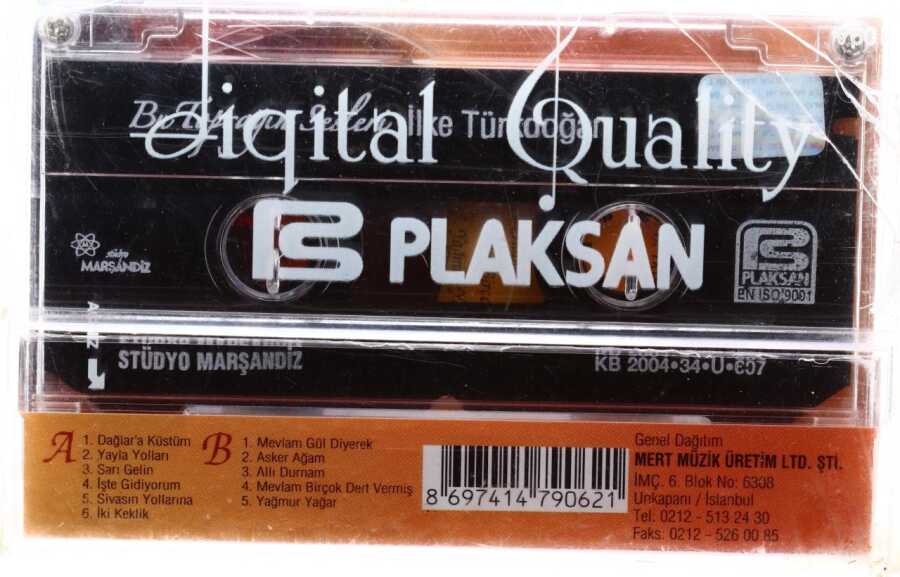 Digital Quality
Bu Toprağın Sesleri İlke Türkdoğan
PLAKSAN
stüdyo
MARŞANDİZ
PLAKSAN
EN ISO 9001
A
STÜDYO MARŞANDİZ
KB 2004·34·U·
A
1. Dağlar'a Küstüm
2. Yayla Yolları
3. Sarı Gelin
4. İşte Gidiyorum
5. Sivasın Yollarına
6. İki Keklik
B
1. Mevlam Gül Diyerek
2. Asker Ağam
3. Allı Durnam
4. Mevlam Birçok Dert Vermiş
5. Yağmur Yağar
8 697414 790621
Genel Dağıtım
MERT MÜZİK ÜRETİM LTD. ŞTİ.
İMÇ. 6. Blok No: 6308
Unkapanı / İstanbul
Tel: 0212 - 513 24 30
Faks: 0212 - 526 00 85